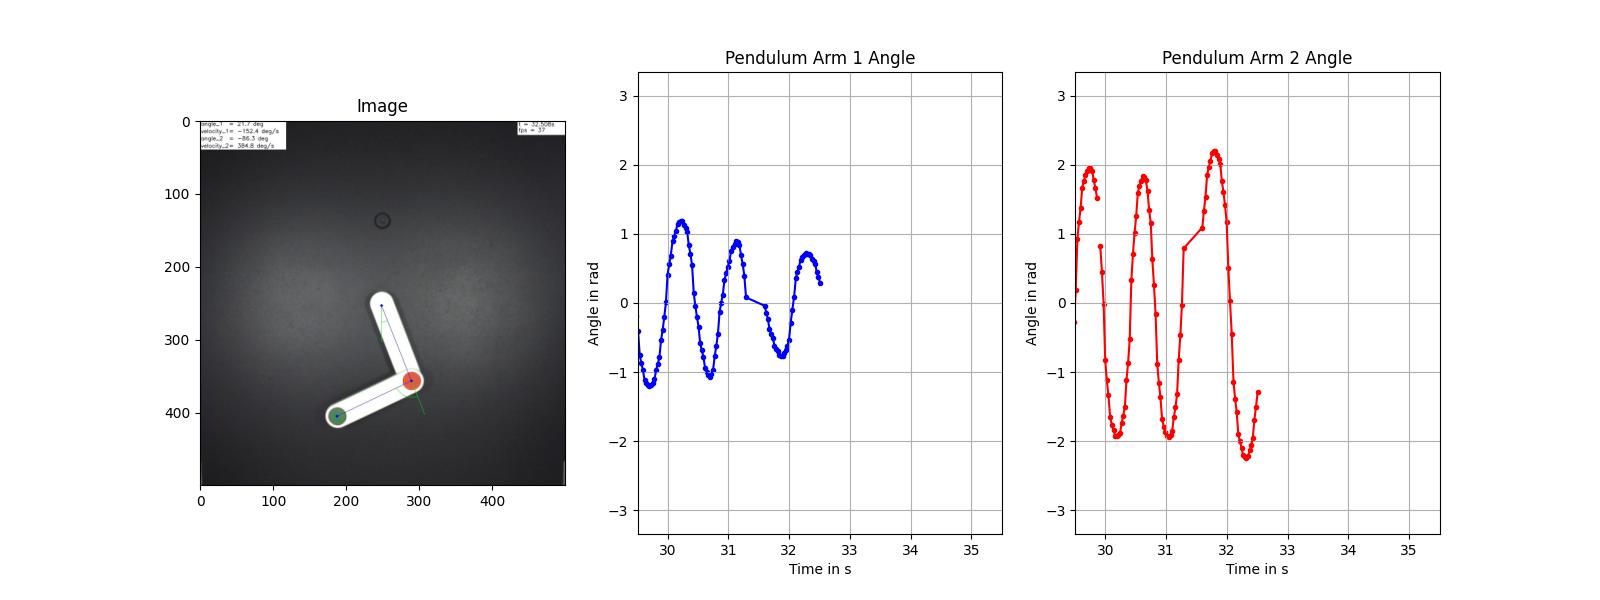 Image
Pendulum Arm 1 Angle
Pendulum Arm 2 Angle
angle_1 = 21.7 deg
velocity_1= -152.4 deg/s
angle_2 = -86.3 deg
velocity_2= 384.8 deg/s
t = 32.508s
fps = 37
0
100
200
300
400
0 100 200 300 400
Angle in rad
3
2
1
0
−1
−2
−3
30 31 32 33 34 35
Time in s
Angle in rad
3
2
1
0
−1
−2
−3
30 31 32 33 34 35
Time in s